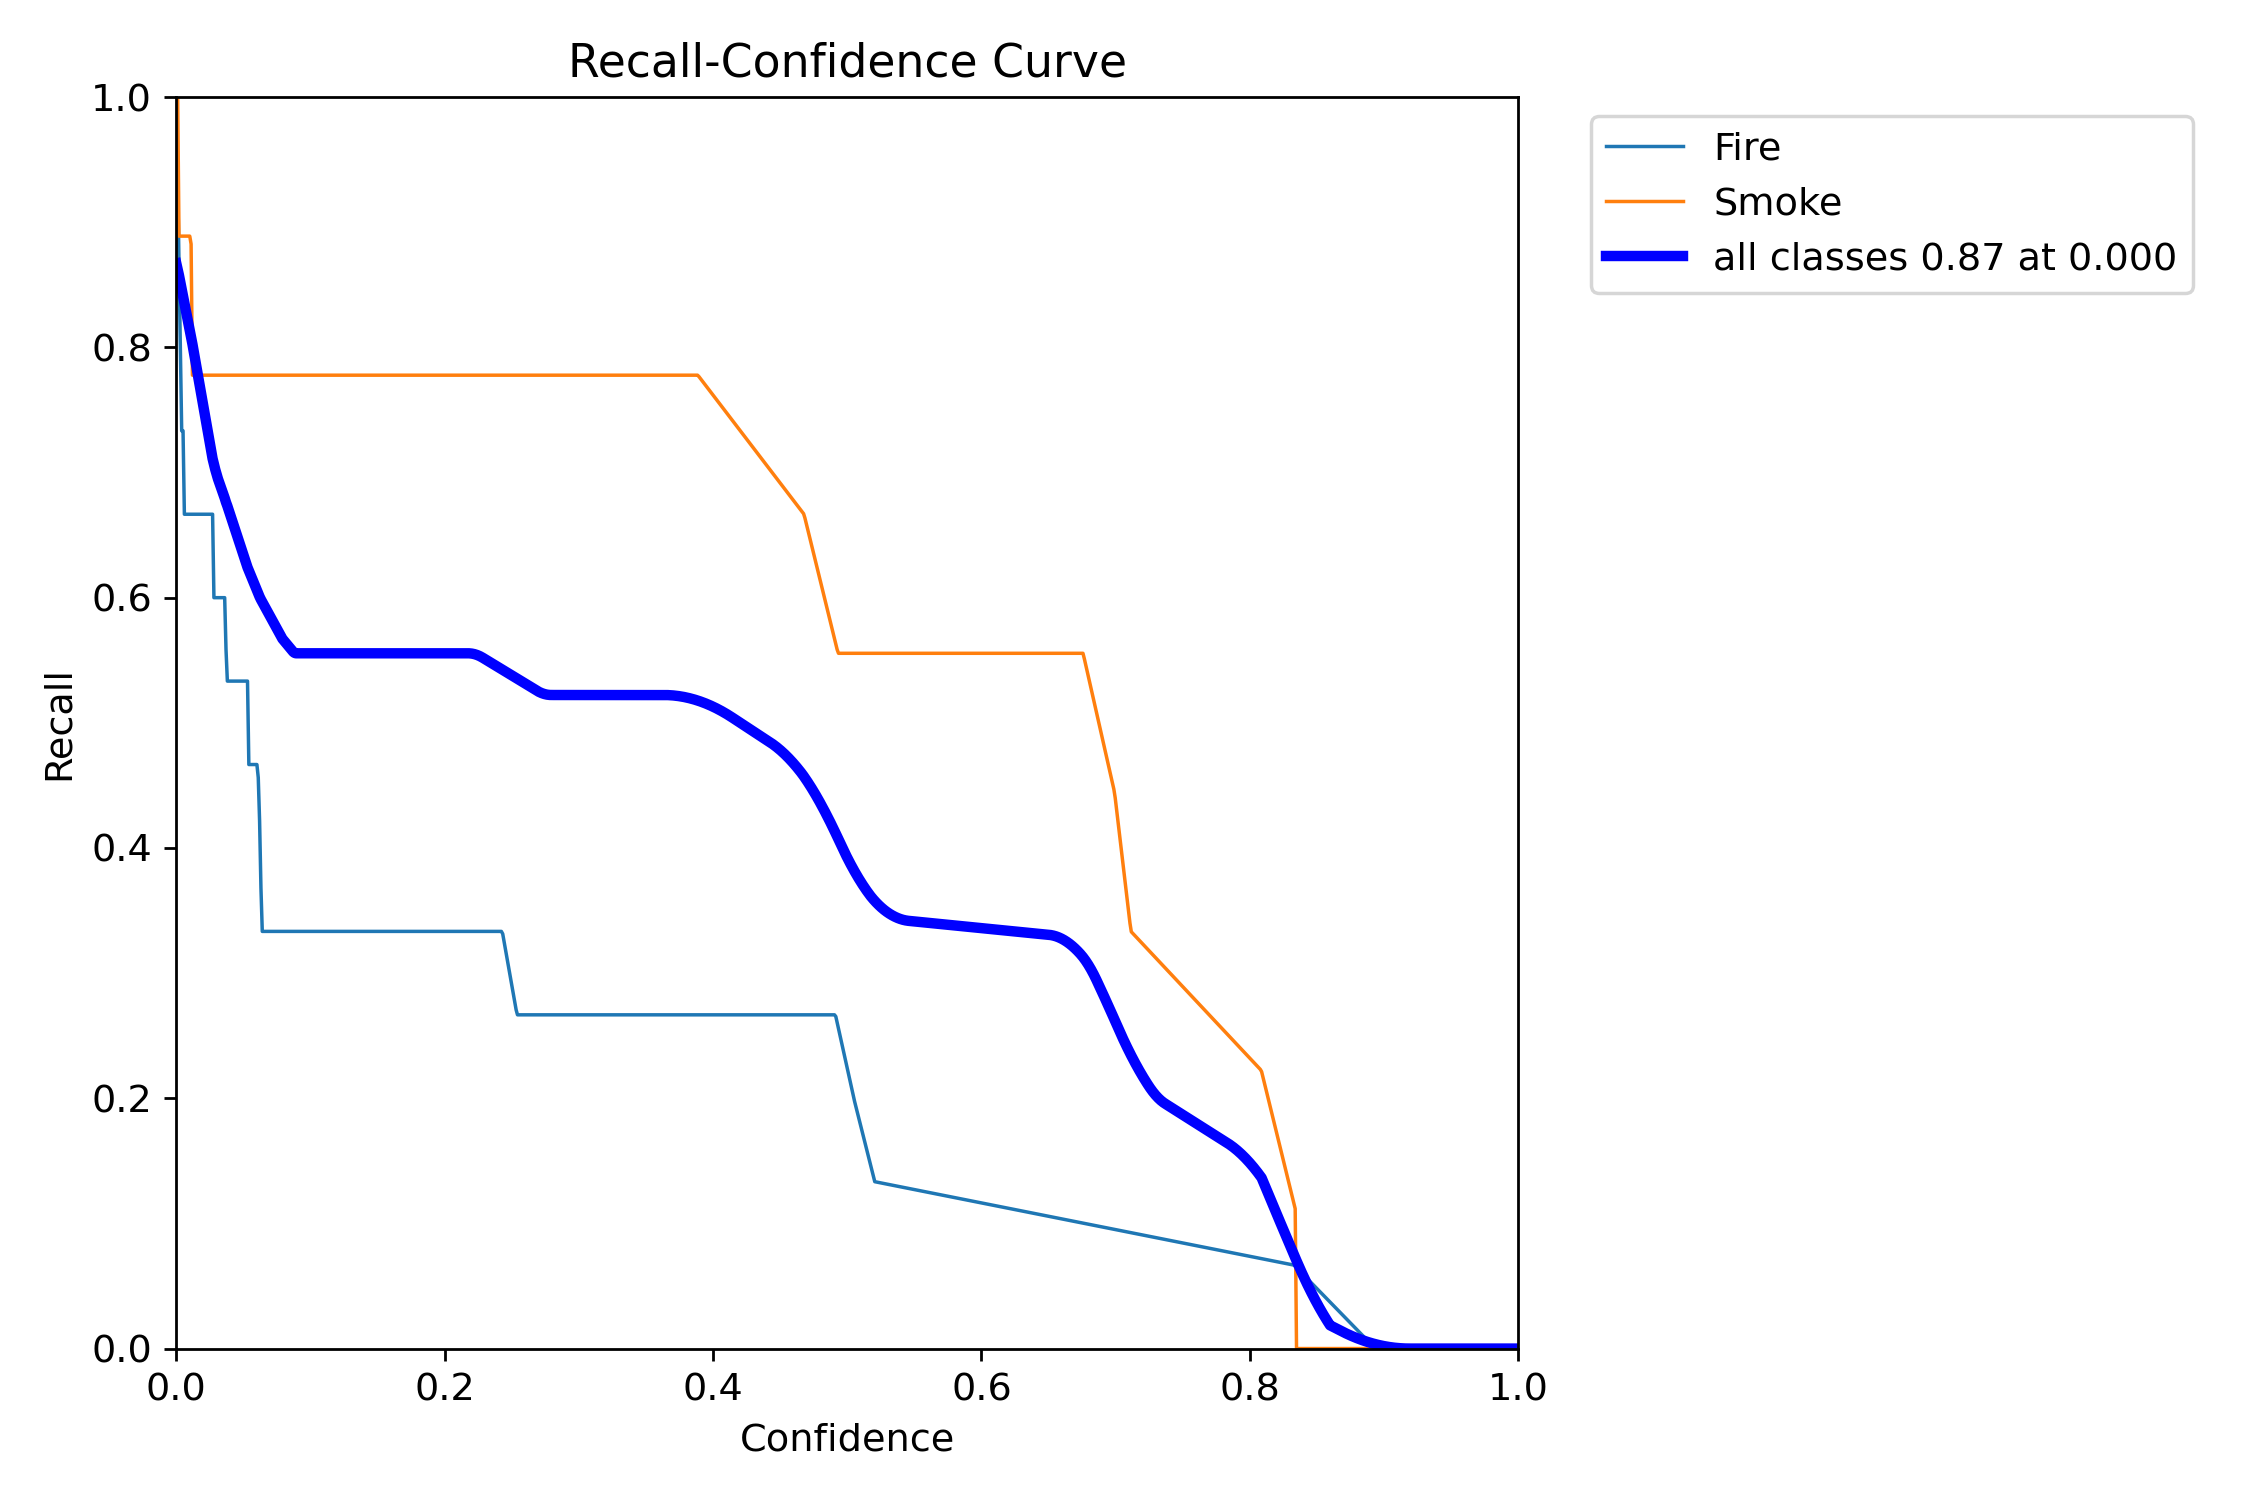 Recall-Confidence Curve
1.0
0.8
0.6
0.4
0.2
0.0
Recall
0.0 0.2 0.4 0.6 0.8 1.0
Confidence
Fire
Smoke
all classes 0.87 at 0.000